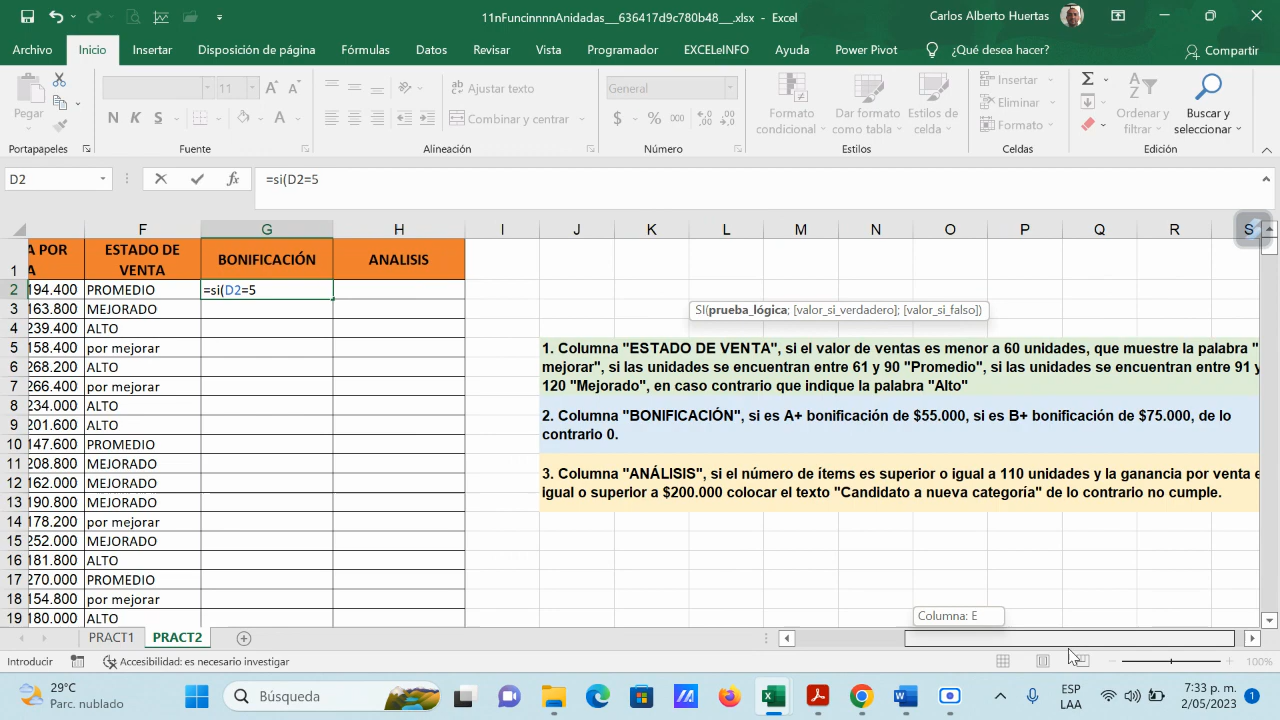 11nFuncinnnnAnidadas__636417d9c780b48__.xlsx - Excel
Carlos Alberto Huertas
Archivo Inicio Insertar Disposición de página Fórmulas Datos Revisar Vista Programador EXCELeINFO Ayuda Power Pivot ¿Qué desea hacer? Compartir
Pegar
N K S
Ajustar texto
Combinar y centrar
General
$ % 000
Formato condicional
Dar formato como tabla
Estilos de celda
Insertar
Eliminar
Formato
Ordenar y filtrar
Buscar y seleccionar
Portapapeles Fuente Alineación Número Estilos Celdas Edición
D2 =si(D2=5
F G H I J K L M N O P Q R S
1 A POR A ESTADO DE VENTA BONIFICACIÓN ANALISIS
2 194.400 PROMEDIO =si(D2=5
3 163.800 MEJORADO
4 239.400 ALTO
5 158.400 por mejorar
6 268.200 ALTO
7 266.400 por mejorar
8 234.000 ALTO
9 201.600 ALTO
10 147.600 PROMEDIO
11 208.800 MEJORADO
12 162.000 MEJORADO
13 190.800 MEJORADO
14 178.200 por mejorar
15 252.000 MEJORADO
16 181.800 ALTO
17 270.000 PROMEDIO
18 154.800 por mejorar
19 180.000 ALTO
SI(prueba_lógica; [valor_si_verdadero]; [valor_si_falso])
1. Columna "ESTADO DE VENTA", si el valor de ventas es menor a 60 unidades, que muestre la palabra "
mejorar", si las unidades se encuentran entre 61 y 90 "Promedio", si las unidades se encuentran entre 91 y
120 "Mejorado", en caso contrario que indique la palabra "Alto"
2. Columna "BONIFICACIÓN", si es A+ bonificación de $55.000, si es B+ bonificación de $75.000, de lo
contrario 0.
3. Columna "ANÁLISIS", si el número de ítems es superior o igual a 110 unidades y la ganancia por venta e
igual o superior a $200.000 colocar el texto "Candidato a nueva categoría" de lo contrario no cumple.
Columna: E
PRACT1 PRACT2
Introducir Accesibilidad: es necesario investigar 100%
29°C
Parc. nublado
Búsqueda
ESP
LAA
7:33 p. m.
2/05/2023
1